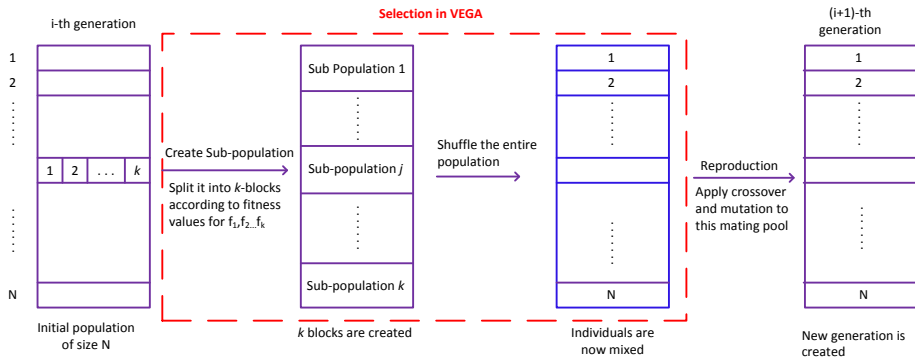 Selection in VEGA
i-th generation
1
2
1 2 . . . k
N
Initial population
of size N
Create Sub-population
Split it into k-blocks
according to fitness
values for f1,f2...fk
Sub Population 1
Sub-population j
Sub-population k
k blocks are created
Shuffle the entire
population
1
2
N
Individuals are
now mixed
Reproduction
Apply crossover
and mutation to
this mating pool
(i+1)-th
generation
1
2
N
New generation is
created